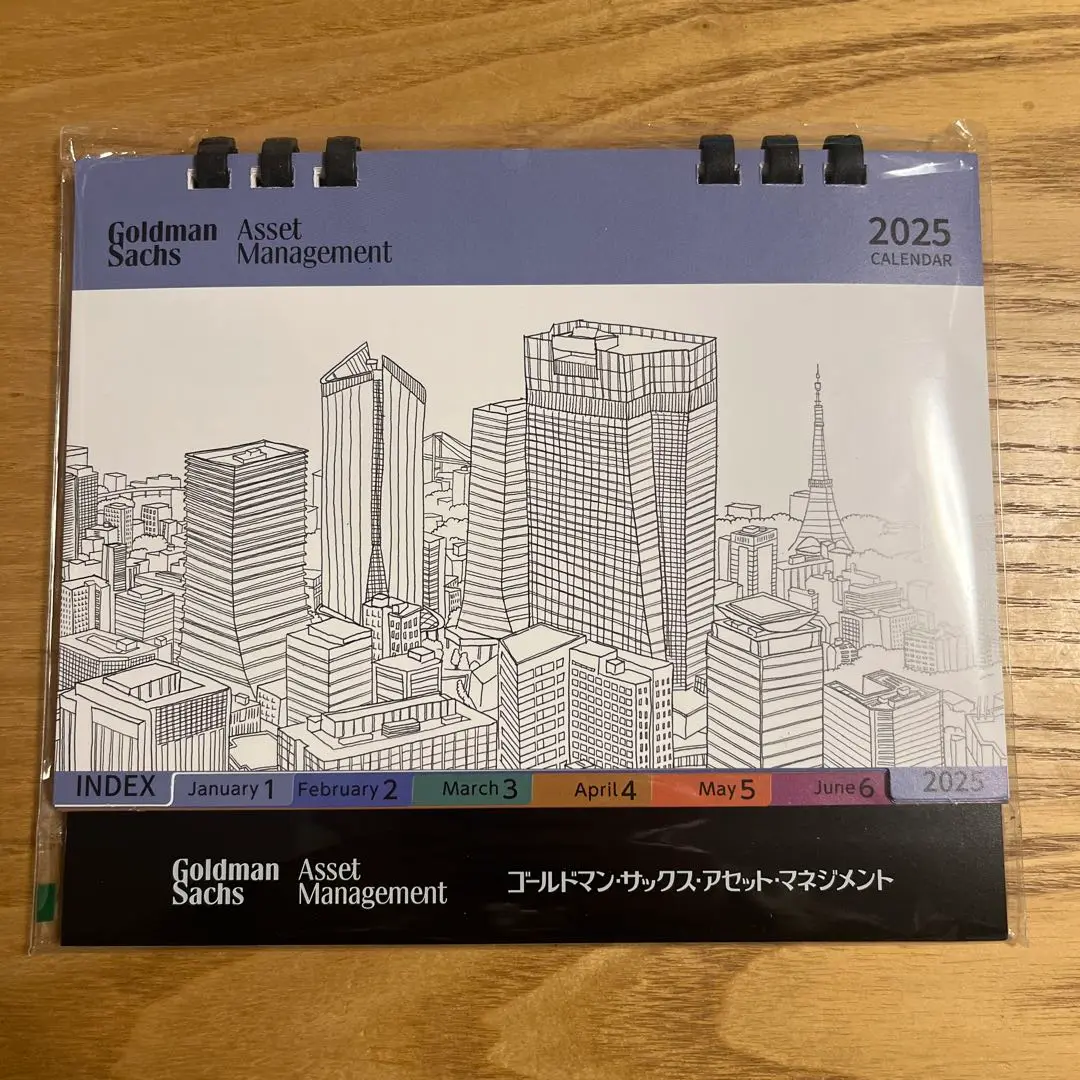 Goldman Sachs
Asset Management
2025
CALENDAR
INDEX January 1 February 2 March 3 April 4 May 5 June 6 2025
Goldman Sachs
Asset Management
ゴールドマン・サックス・アセット・マネジメント